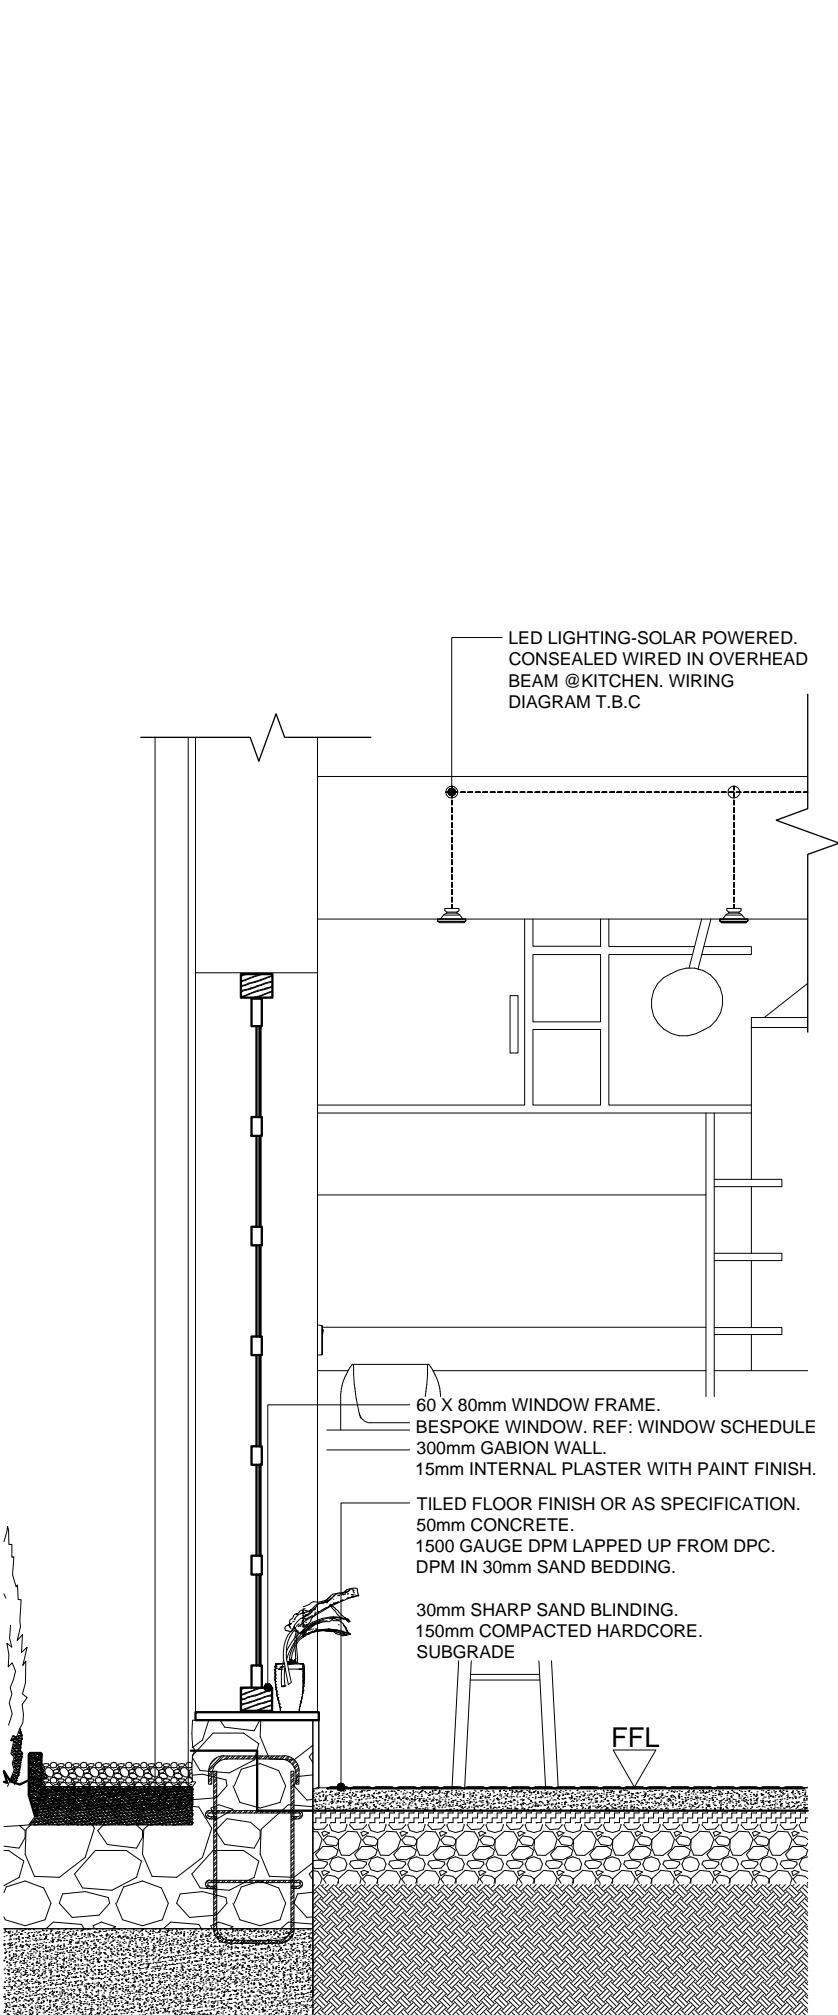 LED LIGHTING-SOLAR POWERED.
CONSEALED WIRED IN OVERHEAD
BEAM @KITCHEN. WIRING
DIAGRAM T.B.C
60 X 80mm WINDOW FRAME.
BESPOKE WINDOW. REF: WINDOW SCHEDULE
300mm GABION WALL.
15mm INTERNAL PLASTER WITH PAINT FINISH.
TILED FLOOR FINISH OR AS SPECIFICATION.
50mm CONCRETE.
1500 GAUGE DPM LAPPED UP FROM DPC.
DPM IN 30mm SAND BEDDING.
30mm SHARP SAND BLINDING.
150mm COMPACTED HARDCORE.
SUBGRADE
FFL